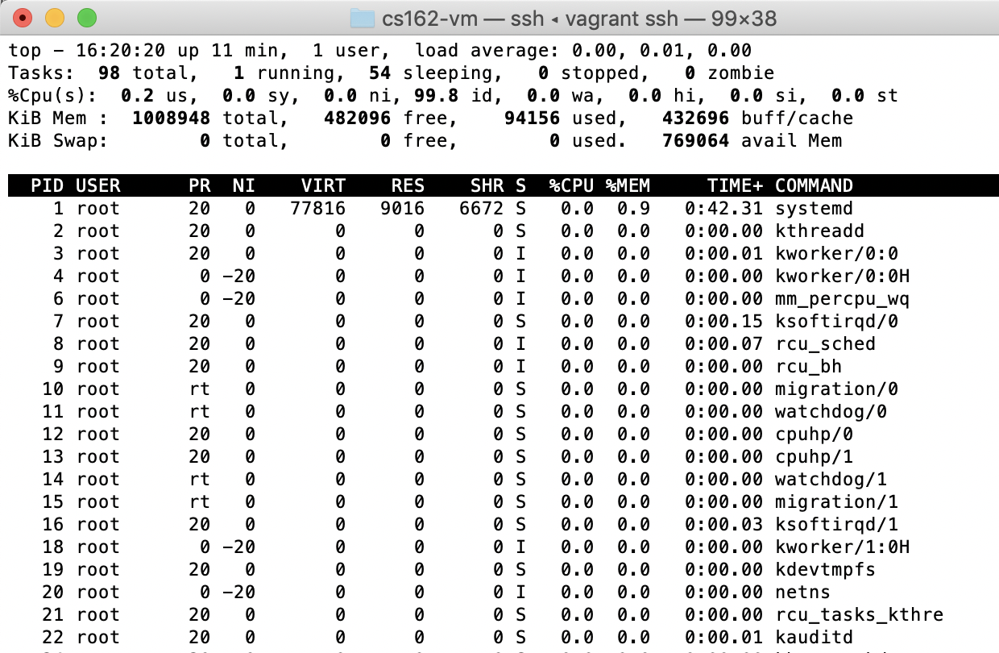 cs162-vm — ssh ◂ vagrant ssh — 99×38
top - 16:20:20 up 11 min,  1 user,  load average: 0.00, 0.01, 0.00
Tasks:  98 total,   1 running,  54 sleeping,   0 stopped,   0 zombie
%Cpu(s):  0.2 us,  0.0 sy,  0.0 ni, 99.8 id,  0.0 wa,  0.0 hi,  0.0 si,  0.0 st
KiB Mem :  1008948 total,   482096 free,    94156 used,   432696 buff/cache
KiB Swap:        0 total,        0 free,        0 used.   769064 avail Mem
  PID USER      PR  NI    VIRT    RES    SHR S  %CPU %MEM     TIME+ COMMAND
    1 root      20   0   77816   9016   6672 S   0.0  0.9   0:42.31 systemd
    2 root      20   0       0      0      0 S   0.0  0.0   0:00.00 kthreadd
    3 root      20   0       0      0      0 I   0.0  0.0   0:00.01 kworker/0:0
    4 root       0 -20       0      0      0 I   0.0  0.0   0:00.00 kworker/0:0H
    6 root       0 -20       0      0      0 I   0.0  0.0   0:00.00 mm_percpu_wq
    7 root      20   0       0      0      0 S   0.0  0.0   0:00.15 ksoftirqd/0
    8 root      20   0       0      0      0 I   0.0  0.0   0:00.07 rcu_sched
    9 root      20   0       0      0      0 I   0.0  0.0   0:00.00 rcu_bh
   10 root      rt   0       0      0      0 S   0.0  0.0   0:00.00 migration/0
   11 root      rt   0       0      0      0 S   0.0  0.0   0:00.00 watchdog/0
   12 root      20   0       0      0      0 S   0.0  0.0   0:00.00 cpuhp/0
   13 root      20   0       0      0      0 S   0.0  0.0   0:00.00 cpuhp/1
   14 root      rt   0       0      0      0 S   0.0  0.0   0:00.00 watchdog/1
   15 root      rt   0       0      0      0 S   0.0  0.0   0:00.00 migration/1
   16 root      20   0       0      0      0 S   0.0  0.0   0:00.03 ksoftirqd/1
   18 root       0 -20       0      0      0 I   0.0  0.0   0:00.00 kworker/1:0H
   19 root      20   0       0      0      0 S   0.0  0.0   0:00.00 kdevtmpfs
   20 root       0 -20       0      0      0 I   0.0  0.0   0:00.00 netns
   21 root      20   0       0      0      0 S   0.0  0.0   0:00.00 rcu_tasks_kthre
   22 root      20   0       0      0      0 S   0.0  0.0   0:00.01 kauditd